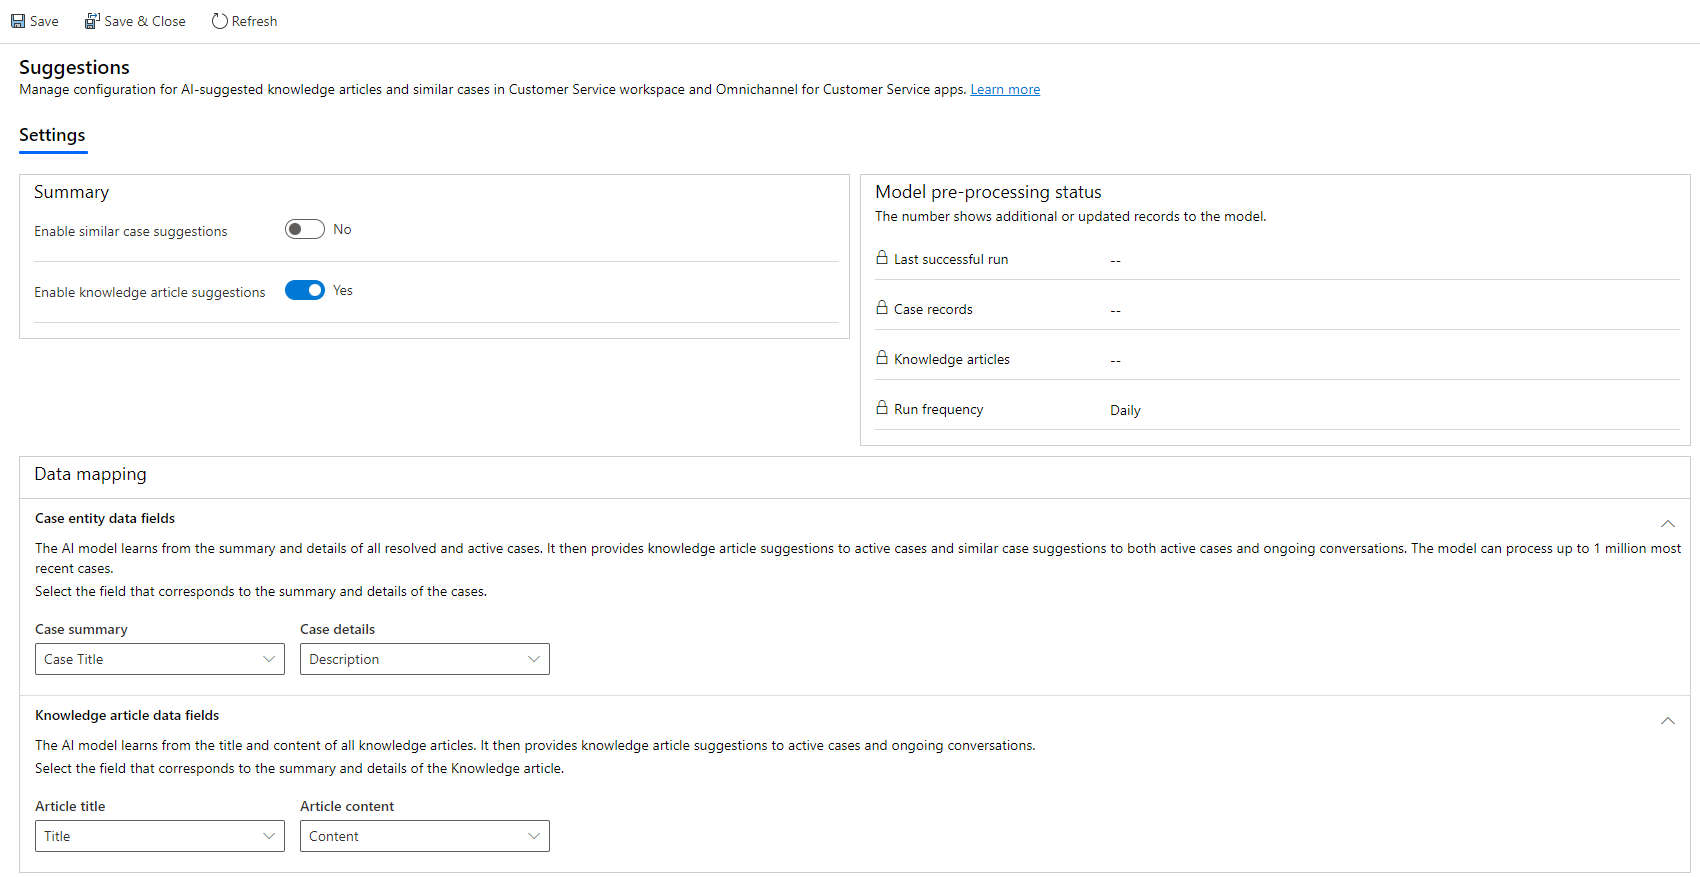 Save Save & Close Refresh
Suggestions
Manage configuration for AI-suggested knowledge articles and similar cases in Customer Service workspace and Omnichannel for Customer Service apps. Learn more
Settings
Summary
Enable similar case suggestions No
Enable knowledge article suggestions Yes
Model pre-processing status
The number shows additional or updated records to the model.
Last successful run --
Case records --
Knowledge articles --
Run frequency Daily
Data mapping
Case entity data fields
The AI model learns from the summary and details of all resolved and active cases. It then provides knowledge article suggestions to active cases and similar case suggestions to both active cases and ongoing conversations. The model can process up to 1 million most
recent cases.
Select the field that corresponds to the summary and details of the cases.
Case summary Case details
Case Title Description
Knowledge article data fields
The AI model learns from the title and content of all knowledge articles. It then provides knowledge article suggestions to active cases and ongoing conversations.
Select the field that corresponds to the summary and details of the Knowledge article.
Article title Article content
Title Content